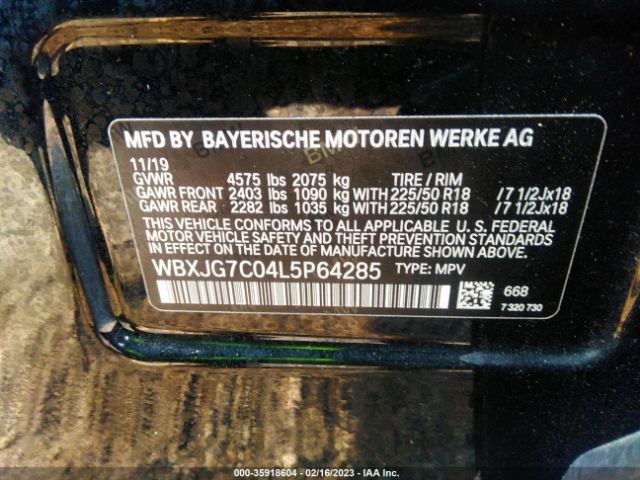 MFD BY BAYERISCHE MOTOREN WERKE AG
11/19
GVWR 4575 lbs 2075 kg TIRE / RIM
GAWR FRONT 2403 lbs 1090 kg WITH 225/50 R18 /7 1/2Jx18
GAWR REAR 2282 lbs 1035 kg WITH 225/50 R18 /7 1/2Jx18
THIS VEHICLE CONFORMS TO ALL APPLICABLE U. S. FEDERAL
MOTOR VEHICLE SAFETY AND THEFT PREVENTION STANDARDS
IN EFFECT ON THE DATE OF MANUFACTURE SHOWN ABOVE.
WBXJG7C04L5P64285 TYPE: MPV
668
7 320 730
000-35918604 - 02/16/2023 - IAA Inc.